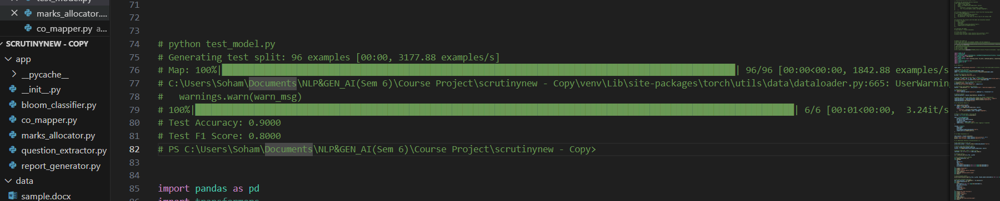 test_model.py
marks_allocator....
co_mapper.py a...
SCRUTINYNEW - COPY
app
__pycache__
__init__.py
bloom_classifier.py
co_mapper.py
marks_allocator.py
question_extractor.py
report_generator.py
data
sample.docx
71
72
73
74 # python test_model.py
75 # Generating test split: 96 examples [00:00, 3177.88 examples/s]
76 # Map: 100%| | 96/96 [00:00<00:00, 1842.88 examples/s
77 # C:\Users\Soham\Documents\NLP&GEN_AI(Sem 6)\Course Project\scrutinynew - Copy\venv\Lib\site-packages\torch\utils\data\dataloader.py:665: UserWarnin
78 #   warnings.warn(warn_msg)
79 # 100%| | 6/6 [00:01<00:00,  3.24it/s
80 # Test Accuracy: 0.9000
81 # Test F1 Score: 0.8000
82 # PS C:\Users\Soham\Documents\NLP&GEN_AI(Sem 6)\Course Project\scrutinynew - Copy>
83
84
85 import pandas as pd
import transformers